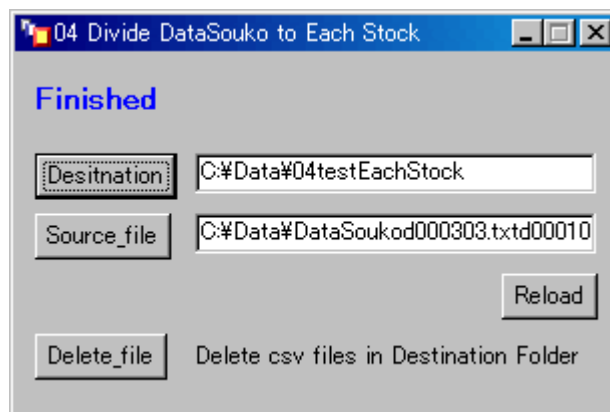 04 Divide DataSouko to Each Stock
Finished
Desitnation C:¥Data¥04testEachStock
Source_file C:¥Data¥DataSoukod000303.txtd00010
Reload
Delete_file Delete csv files in Destination Folder